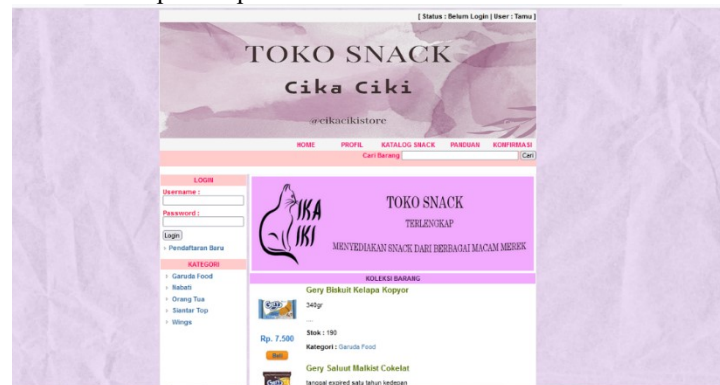 [ Status : Belum Login | User : Tamu ]
TOKO SNACK
Cika Ciki
@cikacikistore
HOME PROFIL KATALOG SNACK PANDUAN KONFIRMASI
Cari Barang Cari
LOGIN
Username :
Password :
Login
Pendaftaran Baru
KATEGORI
Garuda Food
Nabati
Orang Tua
Siantar Top
Wings
IKA
IKI
TOKO SNACK
TERLENGKAP
MENYEDIAKAN SNACK DARI BERBAGAI MACAM MEREK
KOLEKSI BARANG
Gery Biskuit Kelapa Kopyor
340gr
....
Rp. 7.500
Stok : 190
Kategori : Garuda Food
Beli
Gery Saluut Malkist Cokelat
tanggal expired satu tahun kedepan